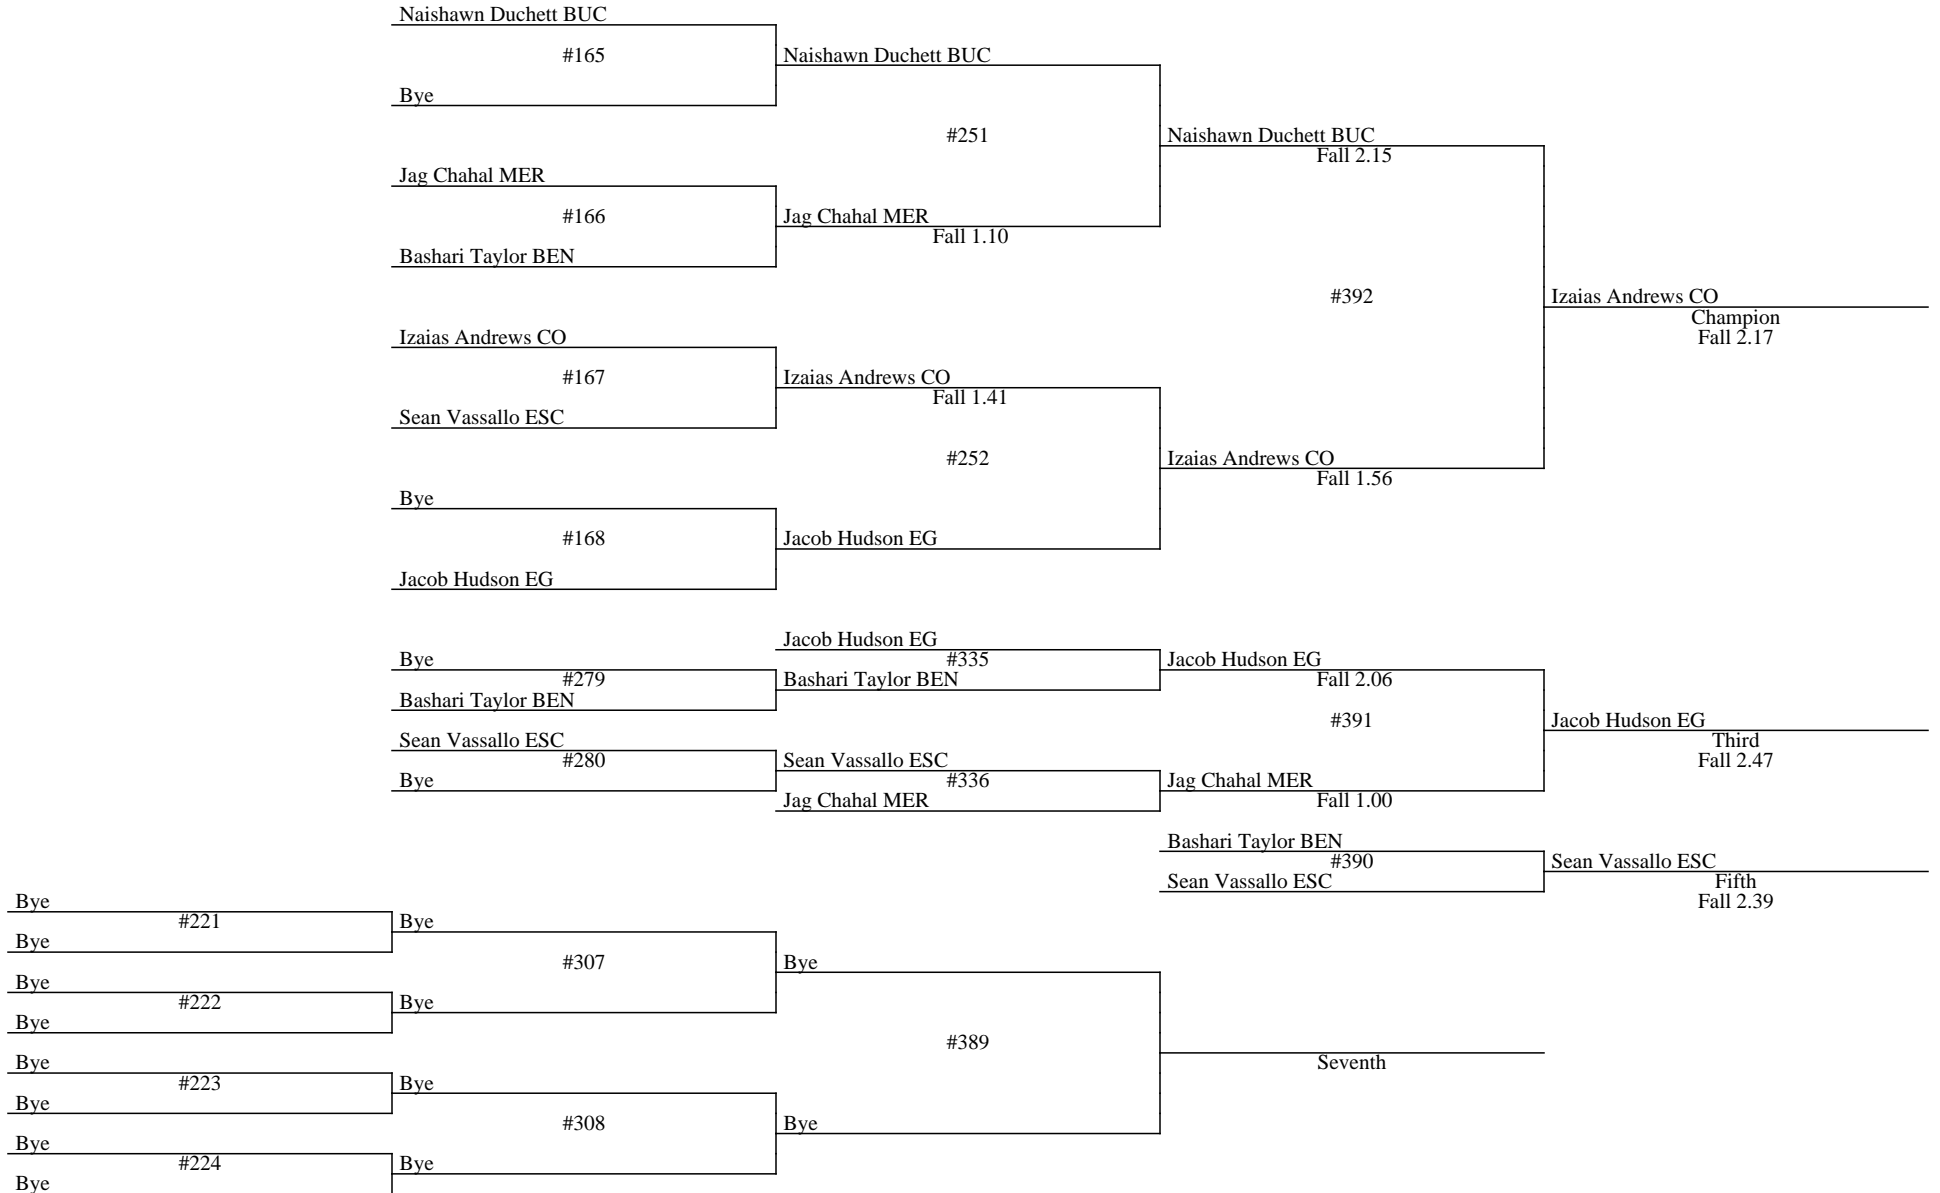 Naishawn Duchett BUC
#165
Naishawn Duchett BUC
Bye
#251
Naishawn Duchett BUC
Fall 2.15
Jag Chahal MER
#166
Jag Chahal MER
Fall 1.10
Bashari Taylor BEN
#392
Izaias Andrews CO
Champion
Fall 2.17
Izaias Andrews CO
#167
Izaias Andrews CO
Fall 1.41
Sean Vassallo ESC
#252
Izaias Andrews CO
Fall 1.56
Bye
#168
Jacob Hudson EG
Jacob Hudson EG
Jacob Hudson EG
Bye
#335
Jacob Hudson EG
#279
Bashari Taylor BEN
Fall 2.06
Bashari Taylor BEN
#391
Jacob Hudson EG
Third
Fall 2.47
Sean Vassallo ESC
#280
Sean Vassallo ESC
Bye
#336
Jag Chahal MER
Jag Chahal MER
Fall 1.00
Bashari Taylor BEN
#390
Sean Vassallo ESC
Sean Vassallo ESC
Fifth
Fall 2.39
Bye
#221
Bye
Bye
#307
Bye
Bye
#222
Bye
Bye
#389
Seventh
Bye
#223
Bye
Bye
#308
Bye
Bye
#224
Bye
Bye